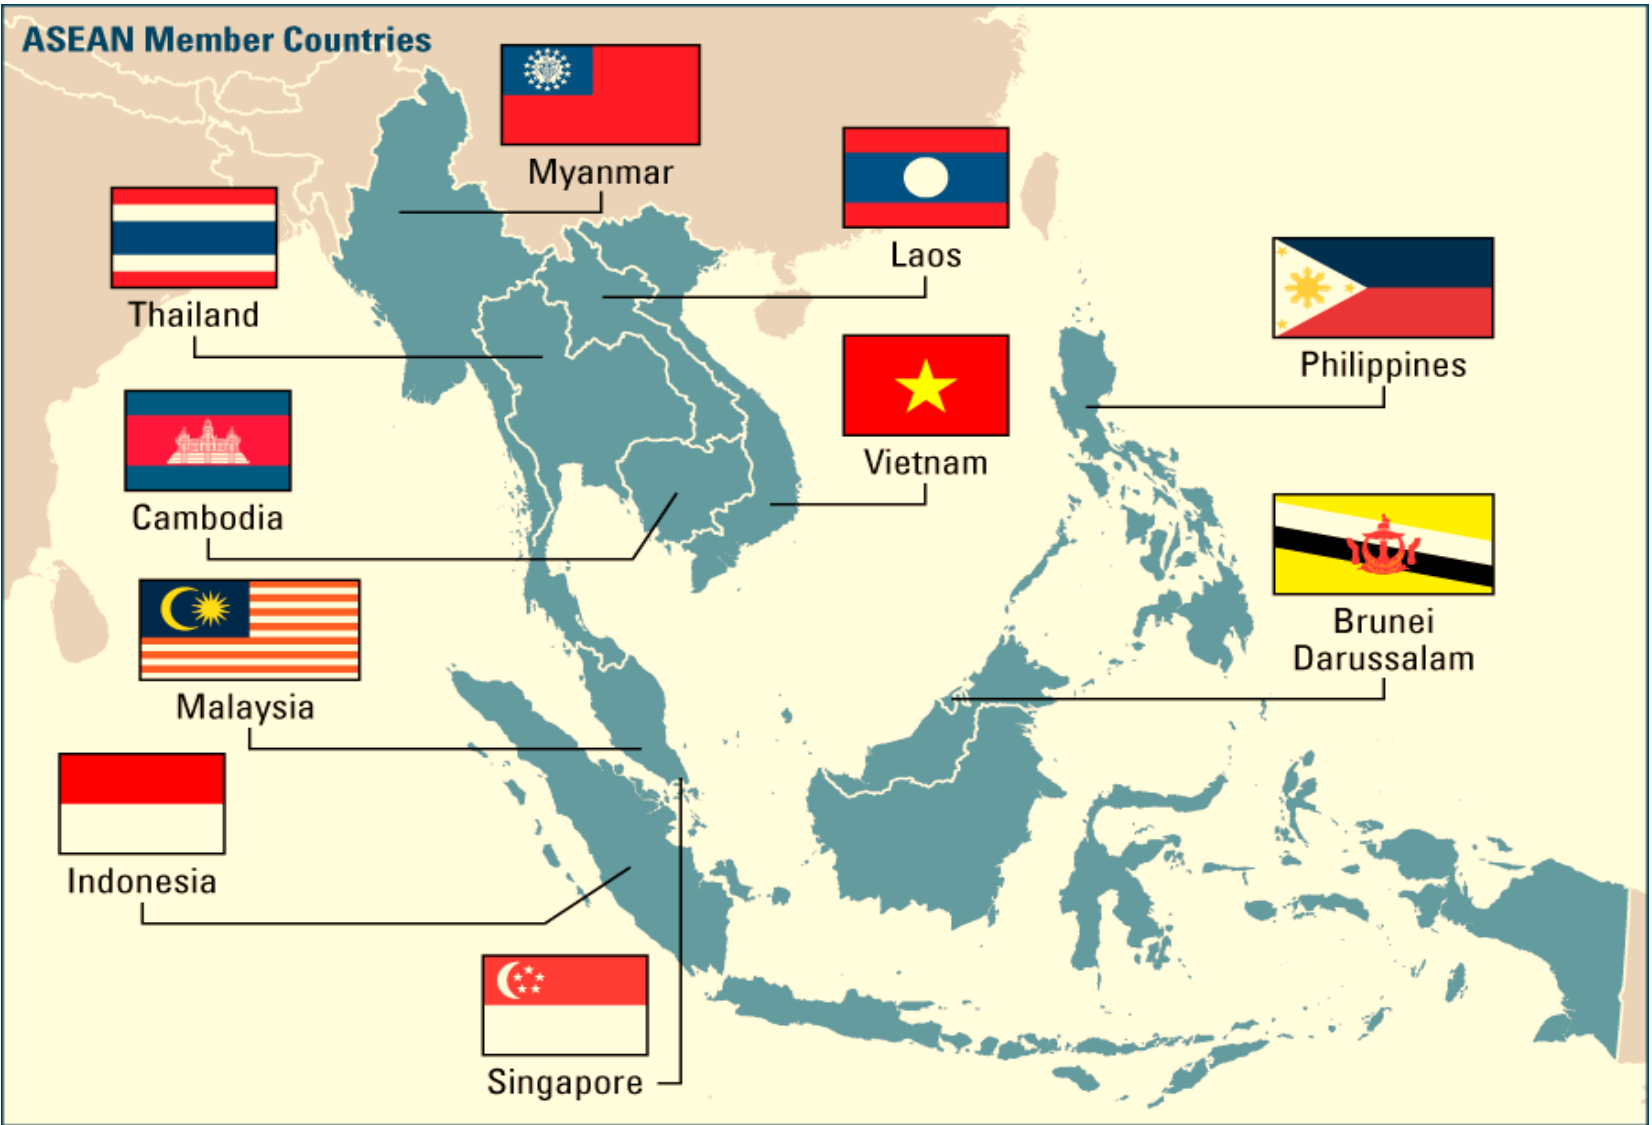 ASEAN Member Countries
Myanmar
Laos
Thailand
Philippines
Vietnam
Cambodia
Brunei
Darussalam
Malaysia
Indonesia
Singapore